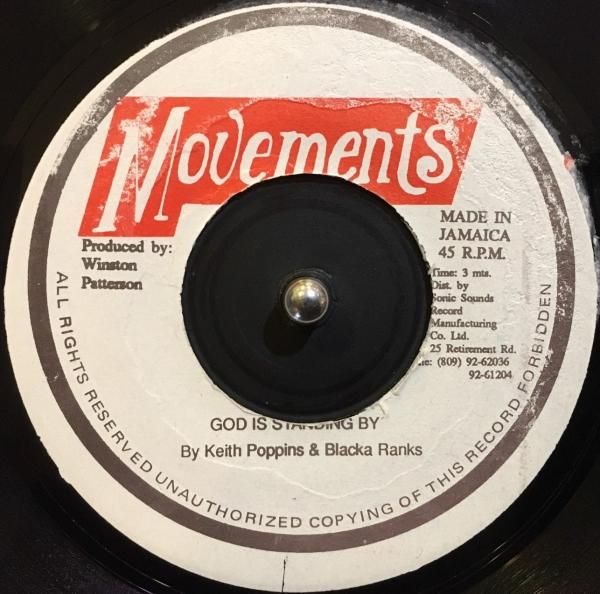 Movements
Produced by:
Winston
Patterson
MADE IN
JAMAICA
45 R.P.M.
Time: 3 mts.
Dist. by
Sonic Sounds
Record
Manufacturing
Co. Ltd.
25 Retirement Rd.
(809) 92-62036
92-61204
GOD IS STANDING BY
By Keith Poppins & Blacka Ranks
ALL RIGHTS RESERVED UNAUTHORIZED COPYING OF THIS RECORD FORBIDDEN